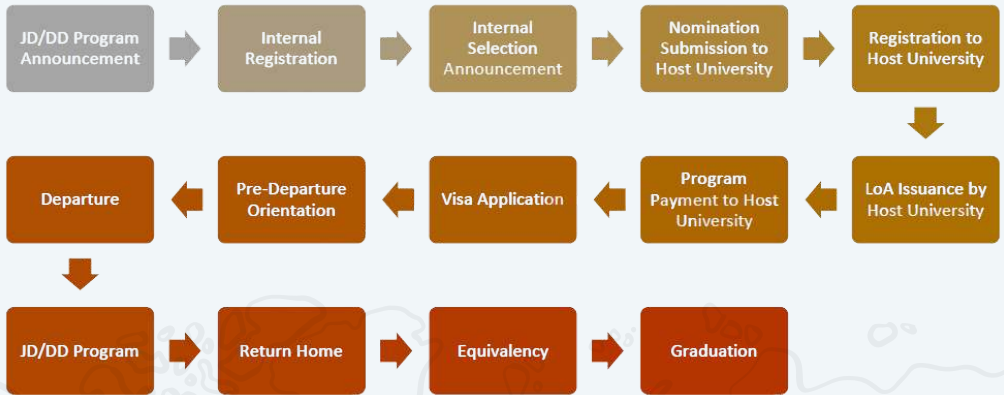 JD/DD Program
Announcement
Internal
Registration
Internal
Selection
Announcement
Nomination
Submission to
Host University
Registration to
Host University
Departure
Pre-Departure
Orientation
Visa Application
Program
Payment to Host
University
LoA Issuance by
Host University
JD/DD Program
Return Home
Equivalency
Graduation